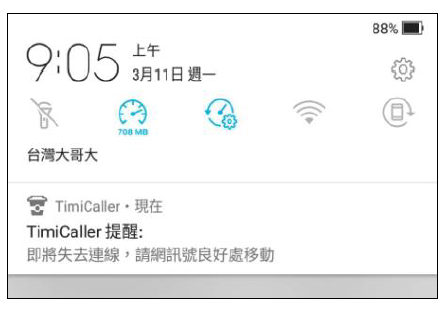 88%
9:05 上午
3月11日 週一
708 MB
台灣大哥大
TimiCaller • 現在
TimiCaller 提醒:
即將失去連線，請網訊號良好處移動